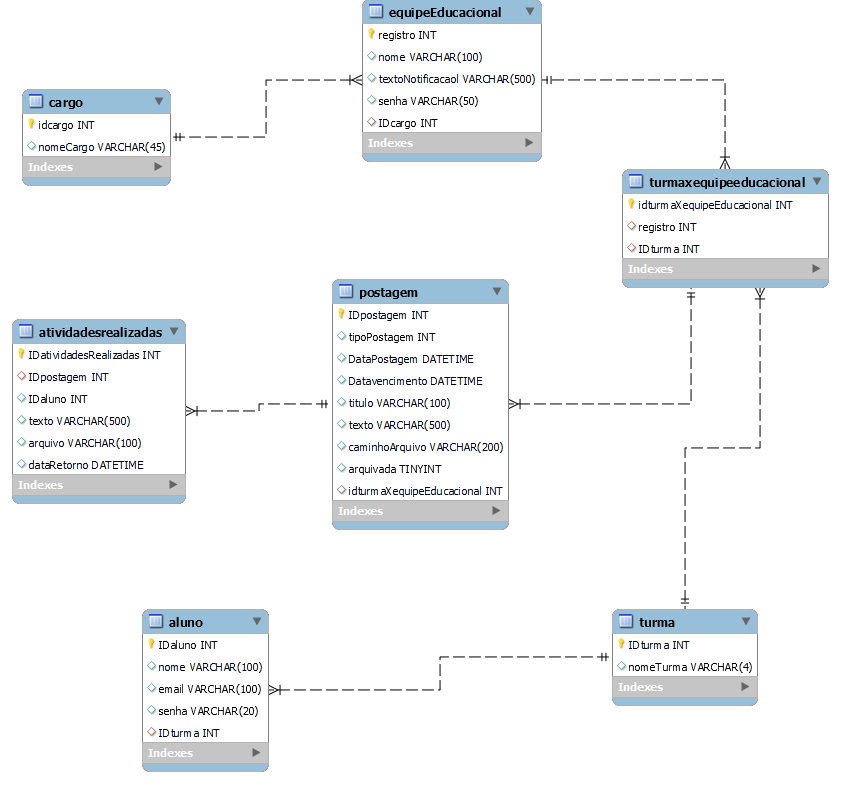 equipeEducacional
registro INT
nome VARCHAR(100)
textoNotificacaol VARCHAR(500)
senha VARCHAR(50)
IDcargo INT
Indexes
cargo
idcargo INT
nomeCargo VARCHAR(45)
Indexes
turmaxequipeeducacional
idturmaXequipeEducacional INT
registro INT
IDturma INT
Indexes
postagem
IDpostagem INT
tipoPostagem INT
DataPostagem DATETIME
Datavencimento DATETIME
titulo VARCHAR(100)
texto VARCHAR(500)
caminhoArquivo VARCHAR(200)
arquivada TINYINT
idturmaXequipeEducacional INT
Indexes
atividadesrealizadas
IDatividadesRealizadas INT
IDpostagem INT
IDaluno INT
texto VARCHAR(500)
arquivo VARCHAR(100)
dataRetorno DATETIME
Indexes
aluno
IDaluno INT
nome VARCHAR(100)
email VARCHAR(100)
senha VARCHAR(20)
IDturma INT
Indexes
turma
IDturma INT
nomeTurma VARCHAR(4)
Indexes